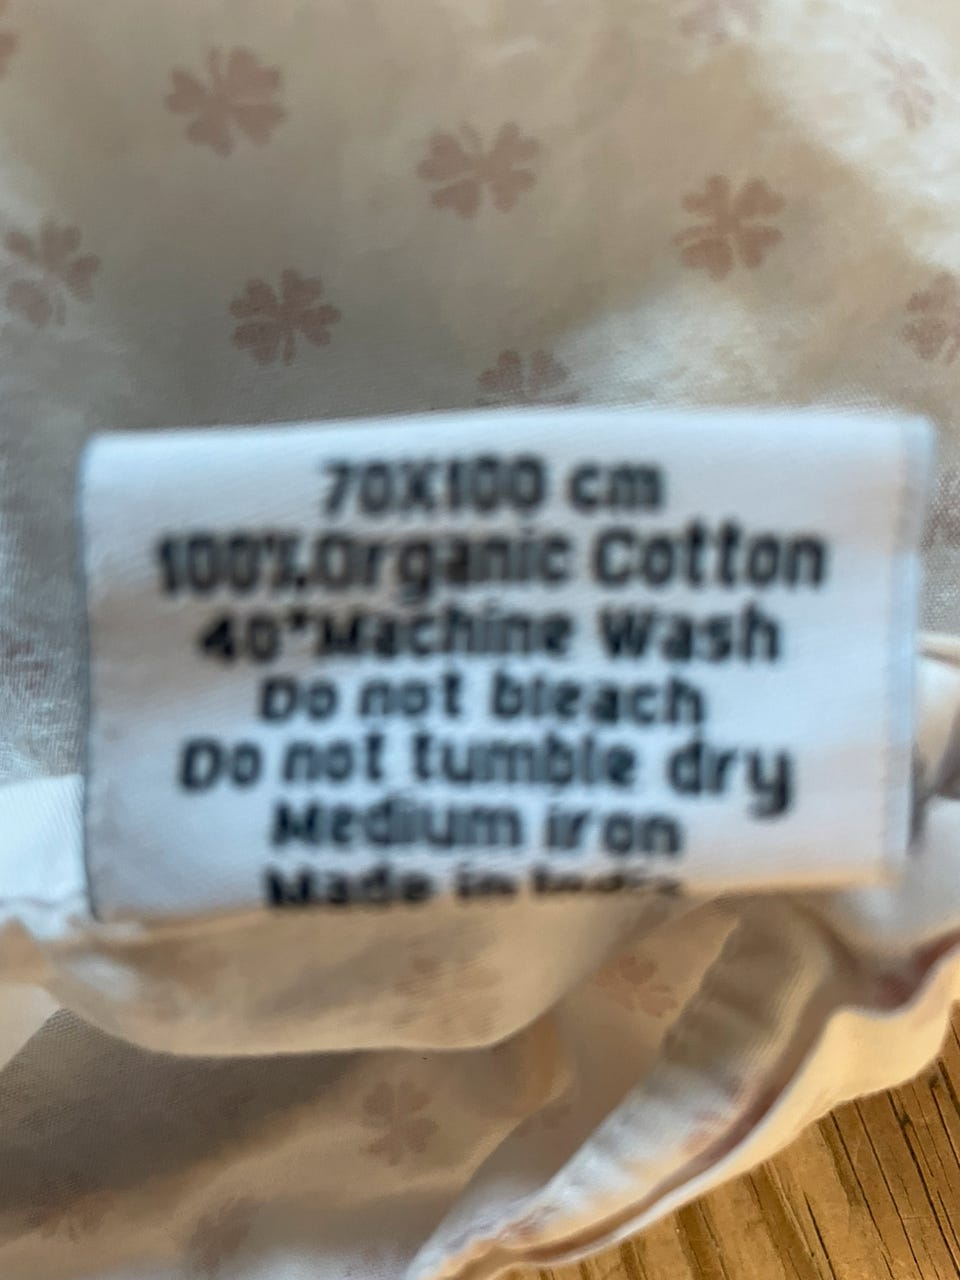 70X100 cm
100%Organic Cotton
40°Machine Wash
Do not bleach
Do not tumble dry
Medium iron
Made in India